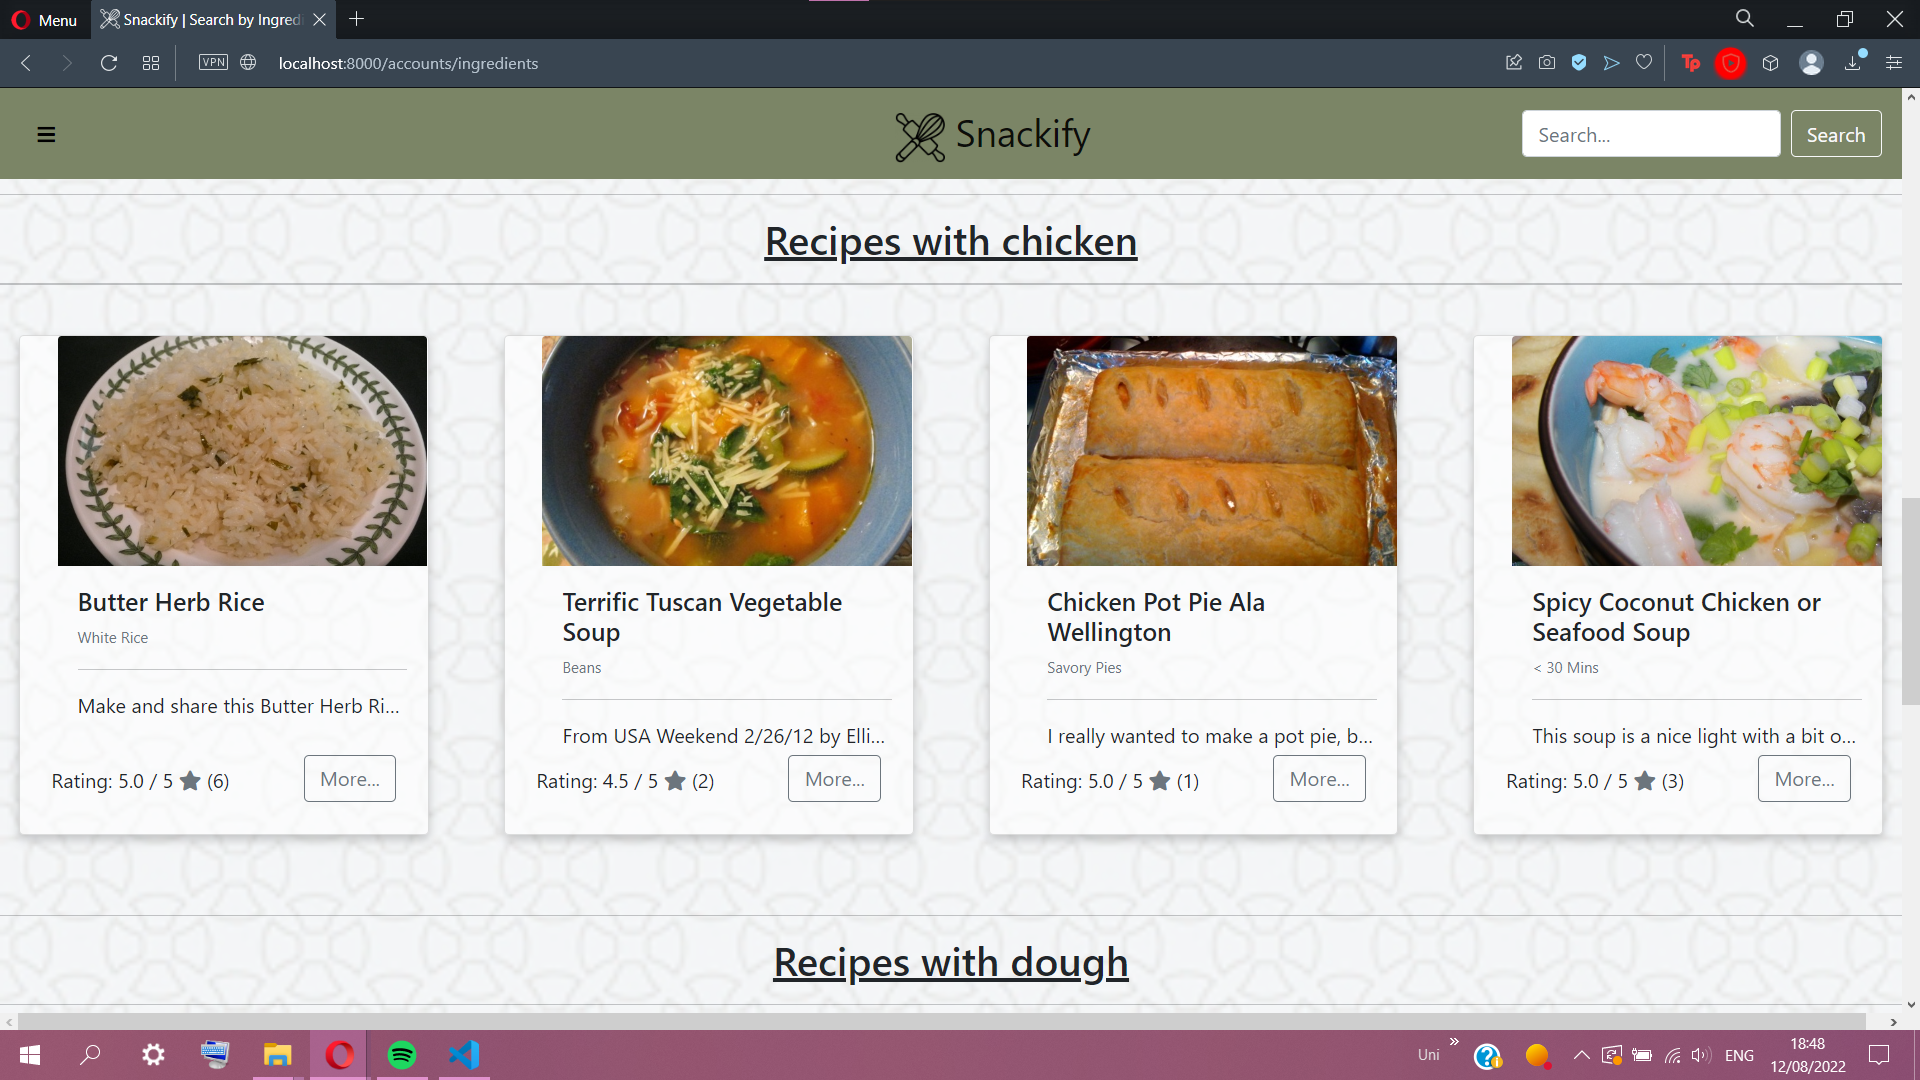 Menu
Snackify | Search by Ingredi
VPN
localhost:8000/accounts/ingredients
Tp
Snackify
Search...
Search
Recipes with chicken
Butter Herb Rice
White Rice
Make and share this Butter Herb Ri...
Rating: 5.0 / 5 (6)
More...
Terrific Tuscan Vegetable
Soup
Beans
From USA Weekend 2/26/12 by Elli...
Rating: 4.5 / 5 (2)
More...
Chicken Pot Pie Ala
Wellington
Savory Pies
I really wanted to make a pot pie, b...
Rating: 5.0 / 5 (1)
More...
Spicy Coconut Chicken or
Seafood Soup
< 30 Mins
This soup is a nice light with a bit o...
Rating: 5.0 / 5 (3)
More...
Recipes with dough
Uni
ENG
18:48
12/08/2022